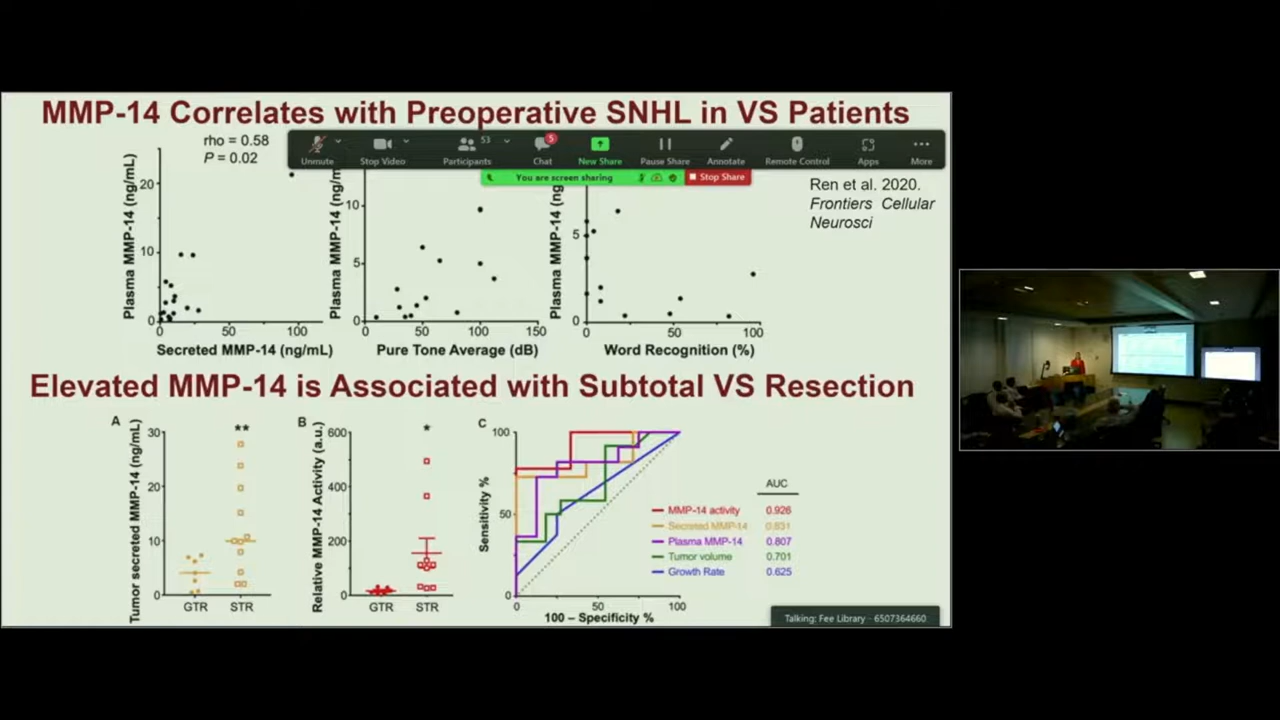 MMP-14 Correlates with Preoperative SNHL in VS Patients
rho = 0.58
P = 0.02
Unmute
Stop Video
53
Participants
5
Chat
New Share
Pause Share
Annotate
Remote Control
Apps
More
You are screen sharing
Stop Share
Ren et al. 2020.
Frontiers Cellular
Neurosci
Plasma MMP-14 (ng/mL)
20
10
0
0 50 100
Secreted MMP-14 (ng/mL)
Plasma MMP-14 (ng/m
10
5
0
0 50 100 150
Pure Tone Average (dB)
Plasma MMP-14 (ng
5
0
0 50 100
Word Recognition (%)
Elevated MMP-14 is Associated with Subtotal VS Resection
A
Tumor secreted MMP-14 (ng/mL)
30
20
10
0
**
GTR STR
B
Relative MMP-14 Activity (a.u.)
600
400
200
0
*
GTR STR
C
Sensitivity %
100
50
0
0 50 100
100 – Specificity %
AUC
MMP-14 activity 0.926
Secreted MMP-14 0.831
Plasma MMP-14 0.807
Tumor volume 0.701
Growth Rate 0.625
Talking: Fee Library - 6507364660